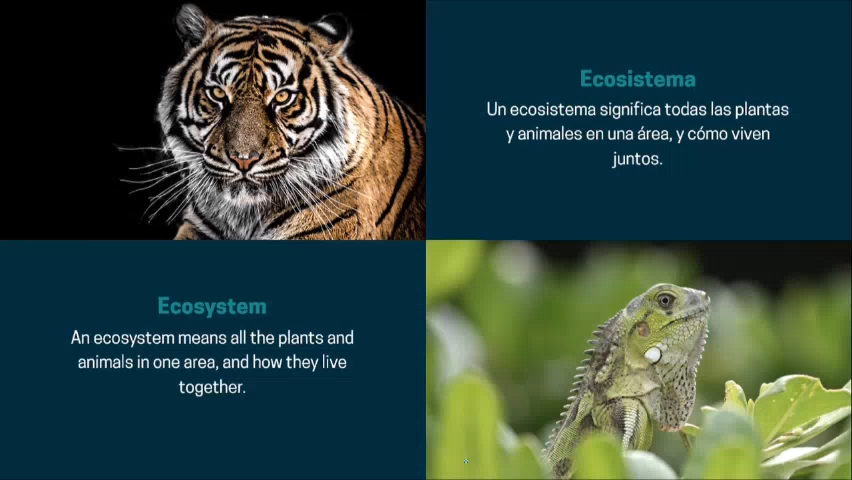 Ecosistema
Un ecosistema significa todas las plantas
y animales en una área, y cómo viven
juntos.
Ecosystem
An ecosystem means all the plants and
animals in one area, and how they live
together.